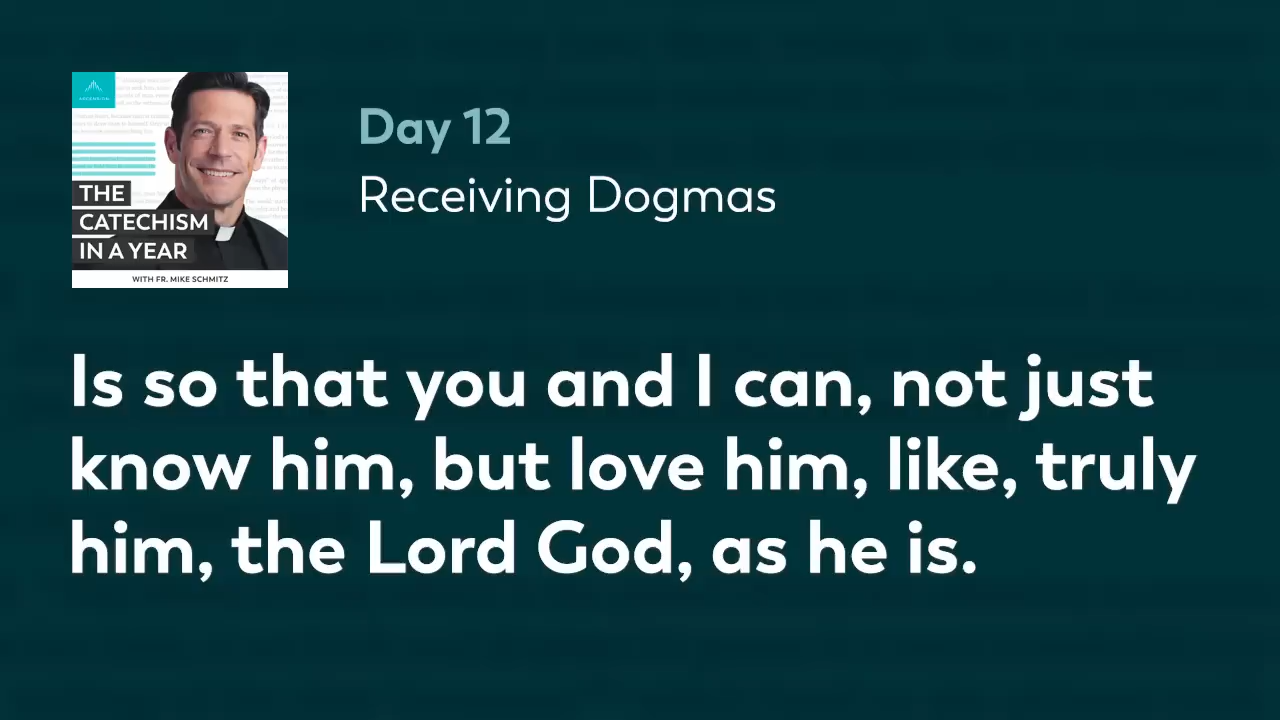 ASCENSION
THE
CATECHISM
IN A YEAR
WITH FR. MIKE SCHMITZ
Day 12
Receiving Dogmas
Is so that you and I can, not just
know him, but love him, like, truly
him, the Lord God, as he is.